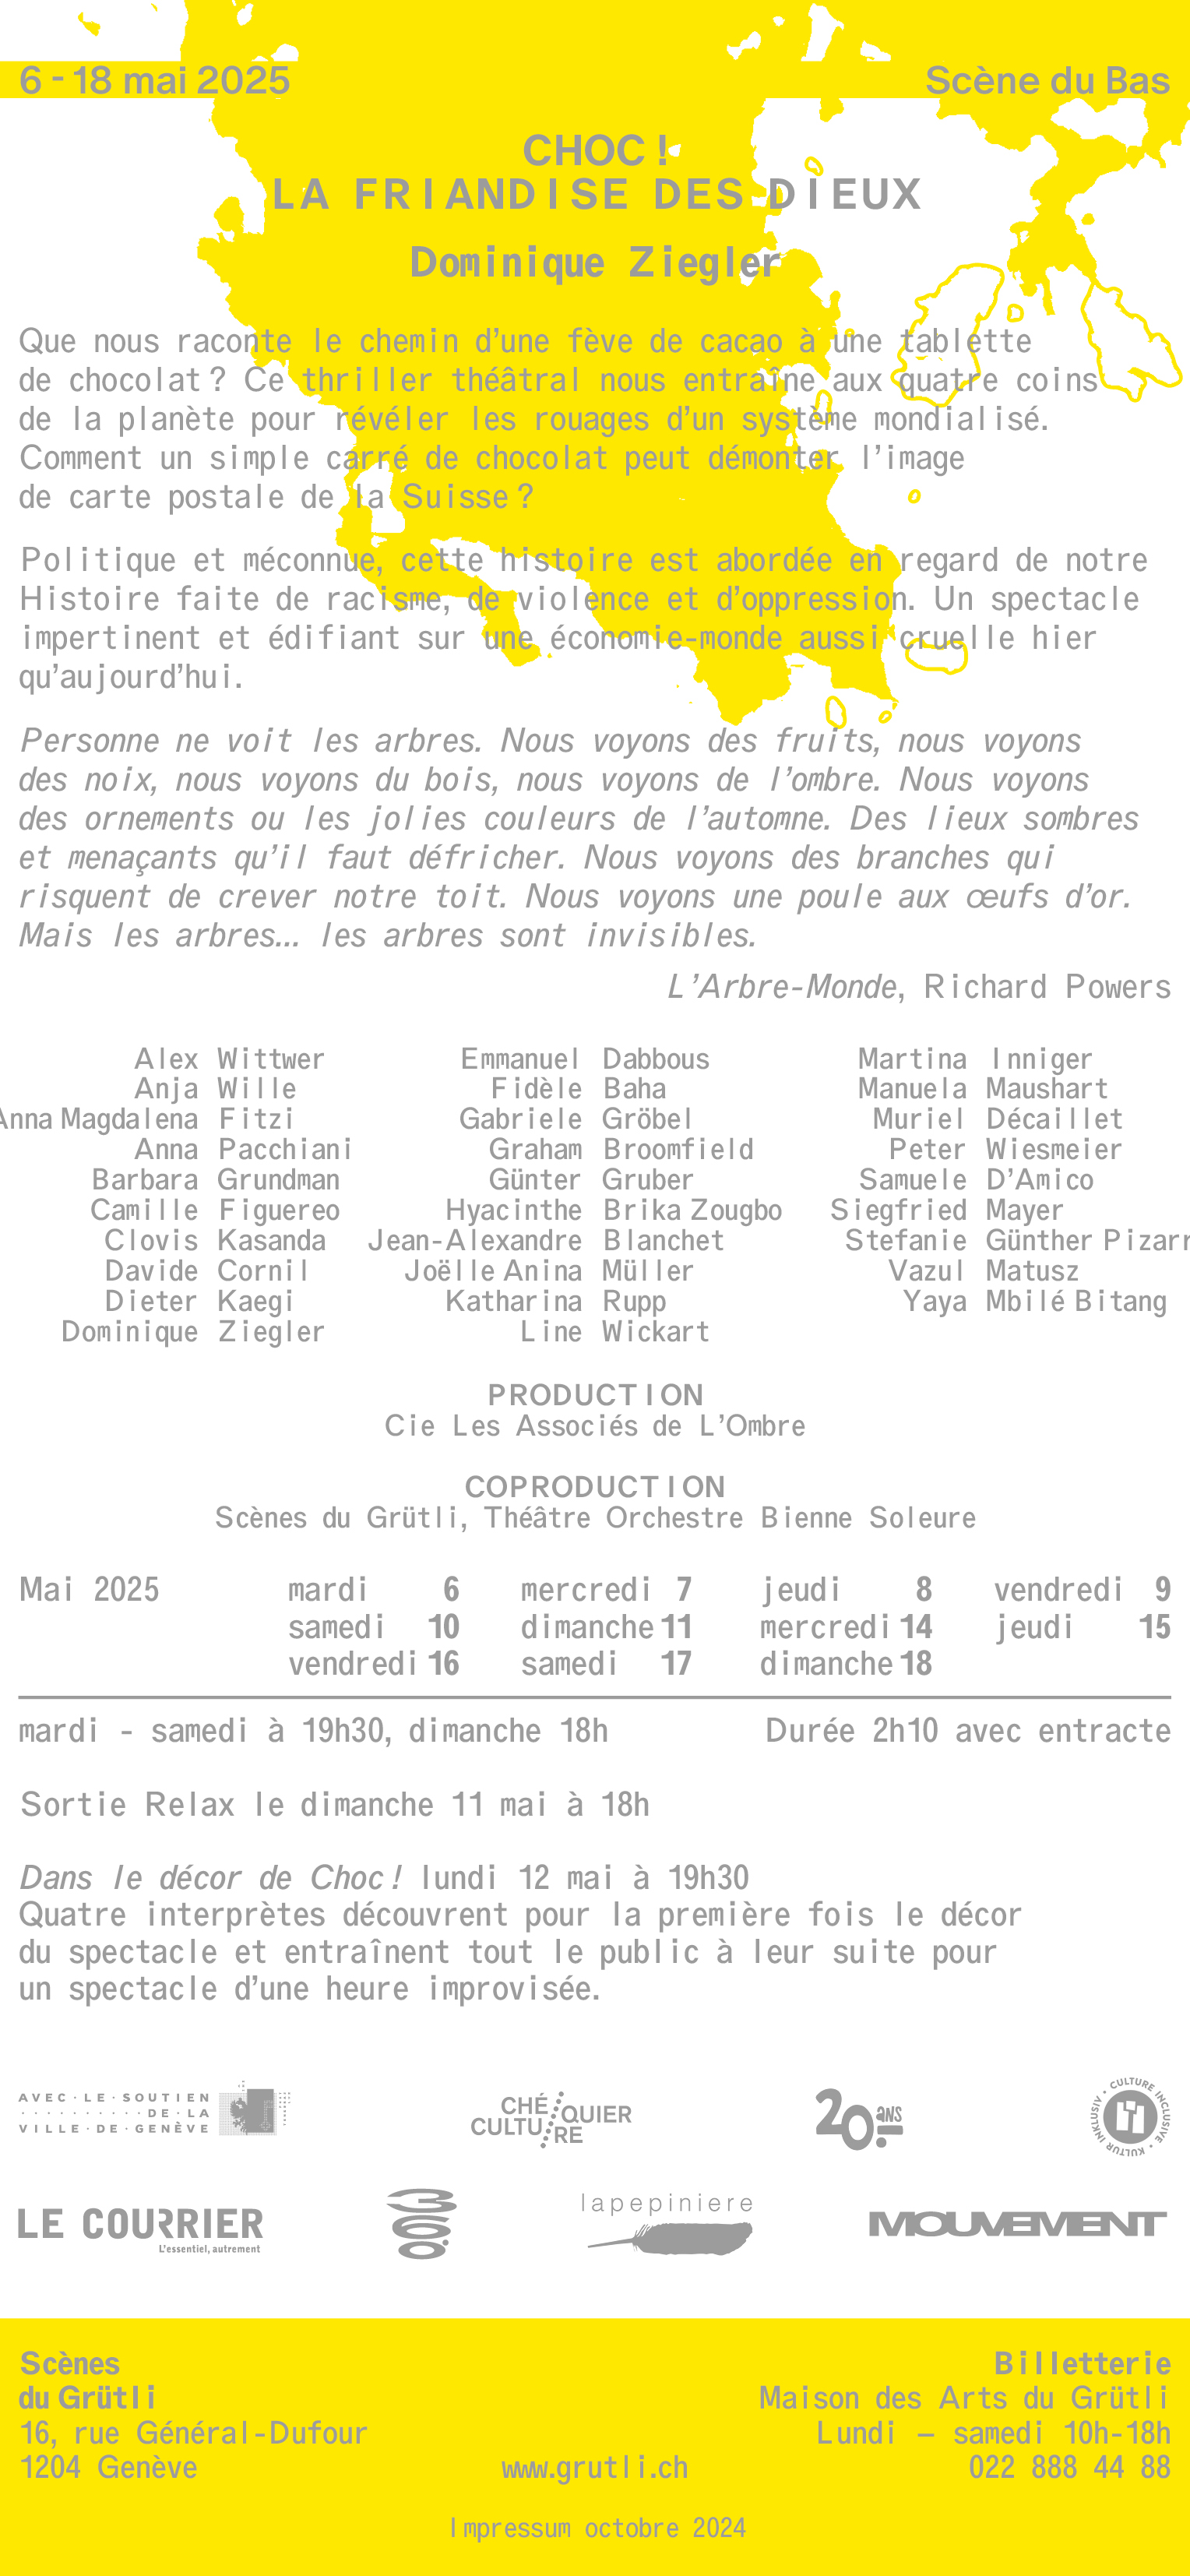 6 - 18 mai 2025
Scène du Bas
CHOC !
LA FRIANDISE DES DIEUX
Dominique Ziegler
Que nous raconte le chemin d’une fève de cacao à une tablette
de chocolat ? Ce thriller théâtral nous entraîne aux quatre coins
de la planète pour révéler les rouages d’un système mondialisé.
Comment un simple carré de chocolat peut démonter l’image
de carte postale de la Suisse ?
Politique et méconnue, cette histoire est abordée en regard de notre
Histoire faite de racisme, de violence et d’oppression. Un spectacle
impertinent et édifiant sur une économie-monde aussi cruelle hier
qu’aujourd’hui.
Personne ne voit les arbres. Nous voyons des fruits, nous voyons
des noix, nous voyons du bois, nous voyons de l’ombre. Nous voyons
des ornements ou les jolies couleurs de l’automne. Des lieux sombres
et menaçants qu’il faut défricher. Nous voyons des branches qui
risquent de crever notre toit. Nous voyons une poule aux œufs d’or.
Mais les arbres… les arbres sont invisibles.
L’Arbre-Monde, Richard Powers
Alex Wittwer
Anja Wille
Anna Magdalena Fitzi
Anna Pacchiani
Barbara Grundman
Camille Figuereo
Clovis Kasanda
Davide Cornil
Dieter Kaegi
Dominique Ziegler
Emmanuel Dabbous
Fidèle Baha
Gabriele Gröbel
Graham Broomfield
Günter Gruber
Hyacinthe Brika Zougbo
Jean-Alexandre Blanchet
Joëlle Anina Müller
Katharina Rupp
Line Wickart
Martina Inniger
Manuela Maushart
Muriel Décaillet
Peter Wiesmeier
Samuele D’Amico
Siegfried Mayer
Stefanie Günther Pizarr
Vazul Matusz
Yaya Mbilé Bitang
PRODUCTION
Cie Les Associés de L’Ombre
COPRODUCTION
Scènes du Grütli, Théâtre Orchestre Bienne Soleure
Mai 2025 mardi 6 mercredi 7 jeudi 8 vendredi 9
samedi 10 dimanche 11 mercredi 14 jeudi 15
vendredi 16 samedi 17 dimanche 18
mardi - samedi à 19h30, dimanche 18h
Durée 2h10 avec entracte
Sortie Relax le dimanche 11 mai à 18h
Dans le décor de Choc ! lundi 12 mai à 19h30
Quatre interprètes découvrent pour la première fois le décor
du spectacle et entraînent tout le public à leur suite pour
un spectacle d’une heure improvisée.
AVEC · LE · SOUTIEN
DE · LA
VILLE · DE · GENÈVE
CHÉQUIER
CULTURE
20 ANS
CULTURE INCLUSIVE • KULTUR INKLUSIV •
LE COURRIER
L’essentiel, autrement
300
lapepiniere
MOUVEMENT
Scènes
du Grütli
16, rue Général-Dufour
1204 Genève
www.grutli.ch
Billetterie
Maison des Arts du Grütli
Lundi – samedi 10h-18h
022 888 44 88
Impressum octobre 2024